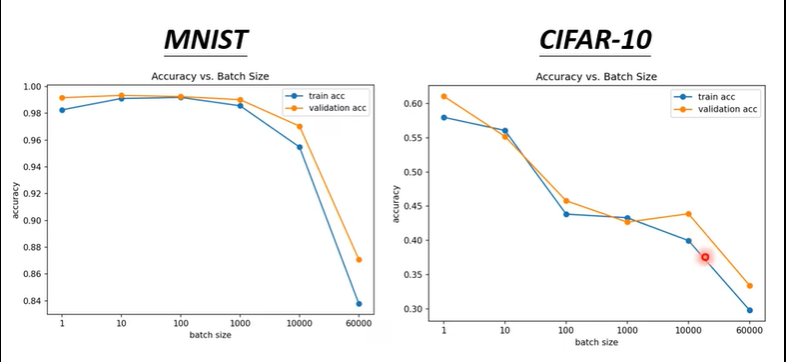 MNIST
Accuracy vs. Batch Size
train acc
validation acc
1.00
0.98
0.96
0.94
0.92
0.90
0.88
0.86
0.84
accuracy
1 10 100 1000 10000 60000
batch size
CIFAR-10
Accuracy vs. Batch Size
train acc
validation acc
0.60
0.55
0.50
0.45
0.40
0.35
0.30
accuracy
1 10 100 1000 10000 60000
batch size